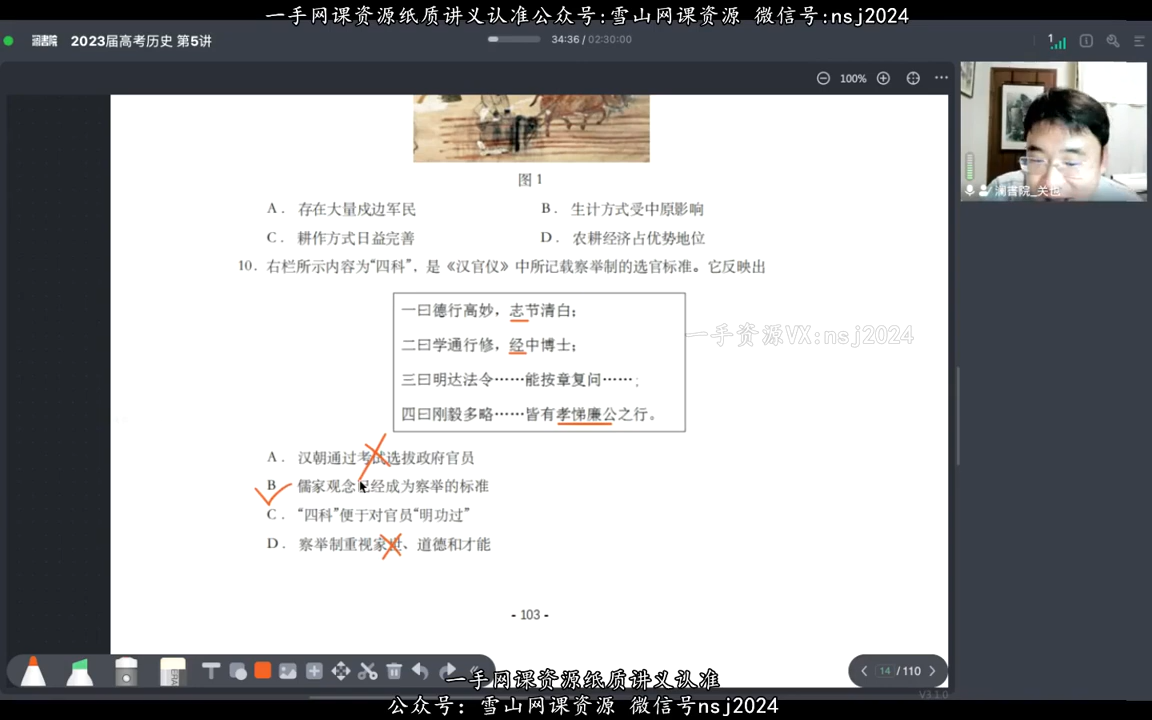 一手网课资源纸质讲义认准公众号:雪山网课资源 微信号:nsj2024
2023届高考历史 第5讲
34:36 / 02:30:00
1
100%
图 1
A. 存在大量戍边军民
B. 生计方式受中原影响
C. 耕作方式日益完善
D. 农耕经济占优势地位
10. 右栏所示内容为“四科”，是《汉官仪》中所记载察举制的选官标准。它反映出
一曰德行高妙，志节清白；
一手资源VX:nsj2024
二曰学通行修，经中博士；
三曰明达法令……能按章复问……；
四曰刚毅多略……皆有孝悌廉公之行。
A. 汉朝通过考试选拔政府官员
B 儒家观念已经成为察举的标准
C. “四科”便于对官员“明功过”
D. 察举制重视家世、道德和才能
- 103 -
14 / 110
一手网课资源纸质讲义认准
公众号：雪山网课资源 微信号nsj2024
V3.1.0